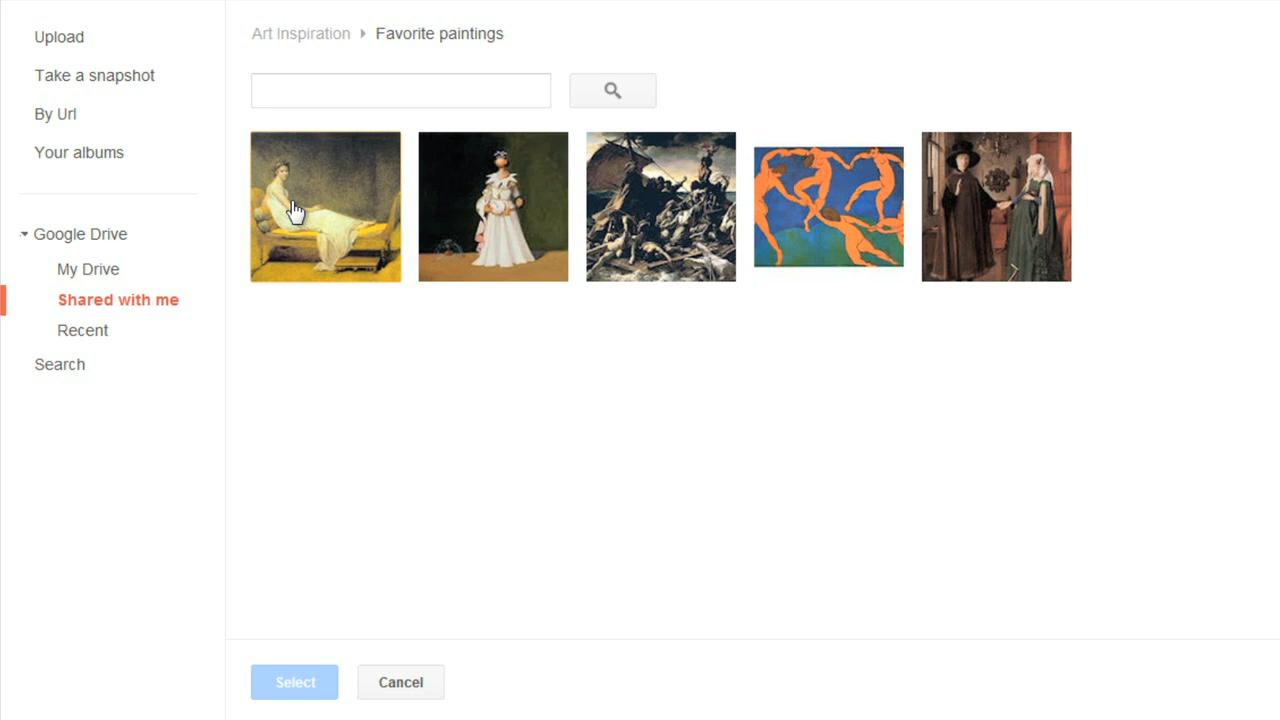 Upload
Take a snapshot
By Url
Your albums
Google Drive
My Drive
Shared with me
Recent
Search
Art Inspiration
Favorite paintings
Select
Cancel